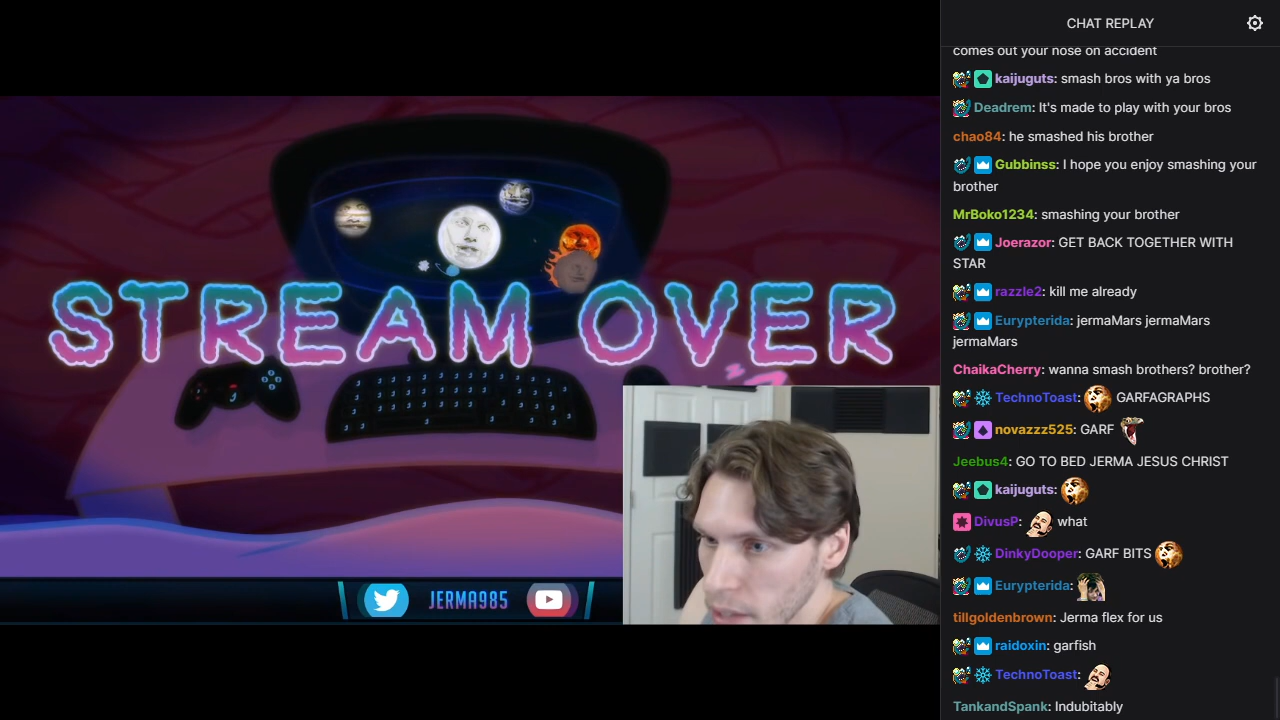 CHAT REPLAY
comes out your nose on accident
kaijuguts: smash bros with ya bros
Deadrem: It's made to play with your bros
chao84: he smashed his brother
Gubbinss: I hope you enjoy smashing your
brother
MrBoko1234: smashing your brother
Joerazor: GET BACK TOGETHER WITH
STAR
razzle2: kill me already
Eurypterida: jermaMars jermaMars
jermaMars
ChaikaCherry: wanna smash brothers? brother?
TechnoToast: GARFAGRAPHS
novazzz525: GARF
Jeebus4: GO TO BED JERMA JESUS CHRIST
kaijuguts:
DivusP: what
DinkyDooper: GARF BITS
Eurypterida:
tillgoldenbrown: Jerma flex for us
raidoxin: garfish
TechnoToast:
TankandSpank: Indubitably
STREAM OVER
JERMA985